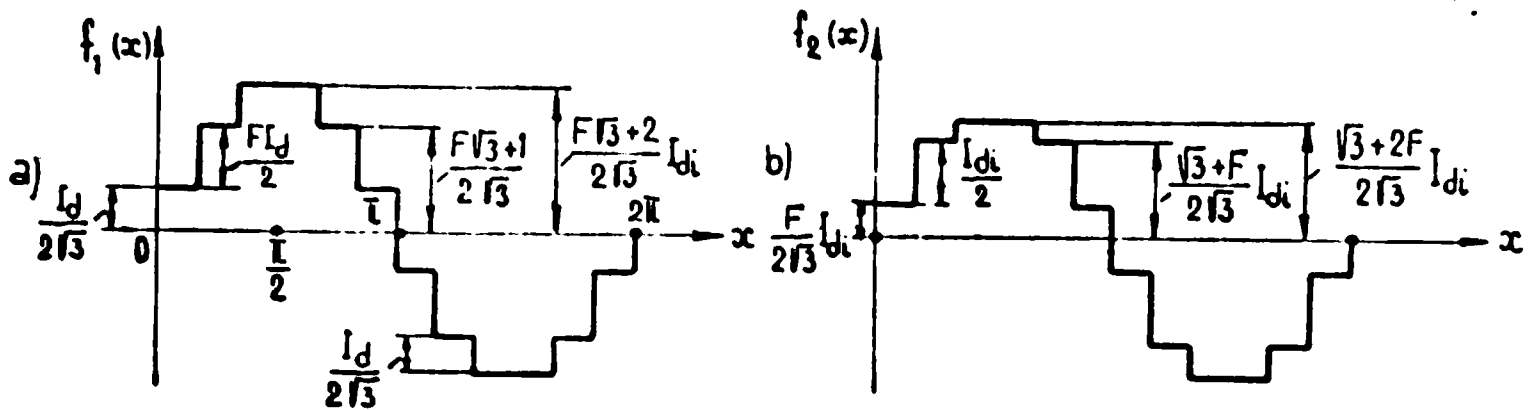 a)
f₁(x)
I_d/2√3
0
FI_d/2
π/2
π
(F√3+1)/2√3
(F√3+2)/2√3 I_di
2π
x
I_d/2√3
b)
f₂(x)
F/2√3 I_di
I_di/2
(√3+F)/2√3 I_di
(√3+2F)/2√3 I_di
x